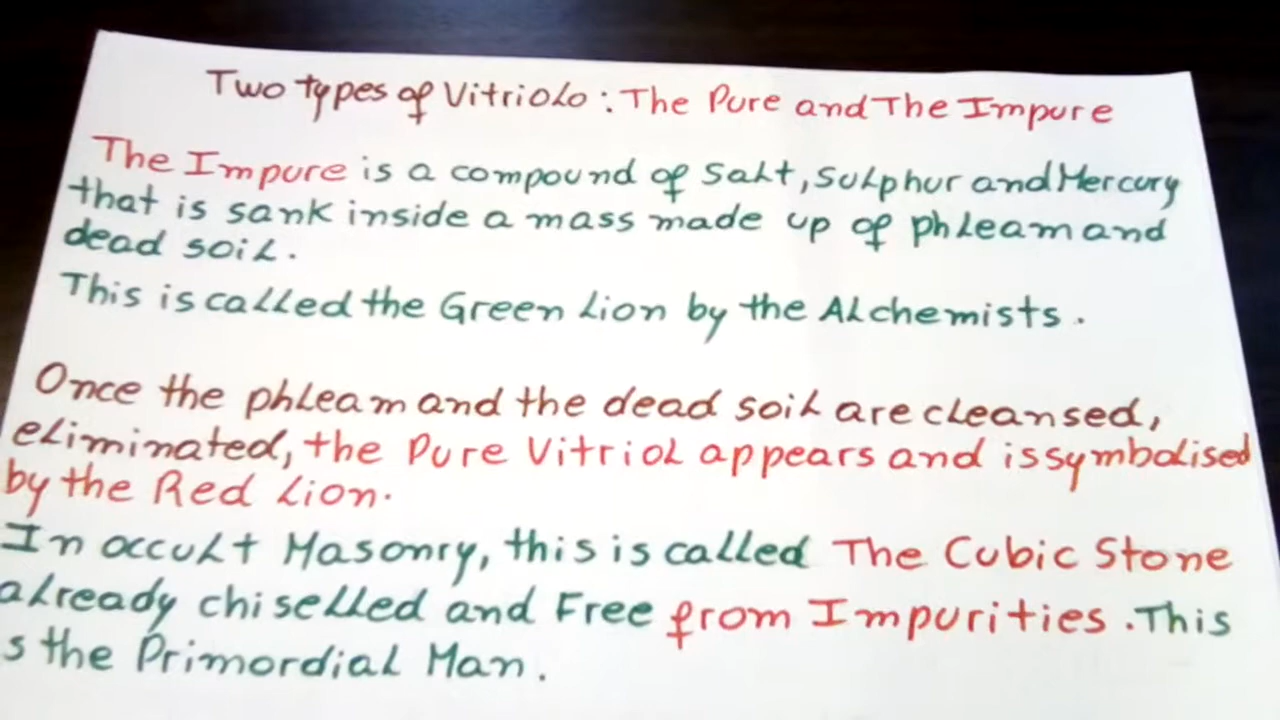 Two types of Vitriolo : The Pure and The Impure
The Impure is a compound of Salt, Sulphur and Mercury
that is sank inside a mass made up of phleam and
dead soil.
This is called the Green Lion by the Alchemists.
Once the phleam and the dead soil are cleansed,
eliminated, the Pure Vitriol appears and is symbolised
by the Red Lion.
In occult Masonry, this is called The Cubic Stone
already chiselled and Free from Impurities. This
s the Primordial Man.